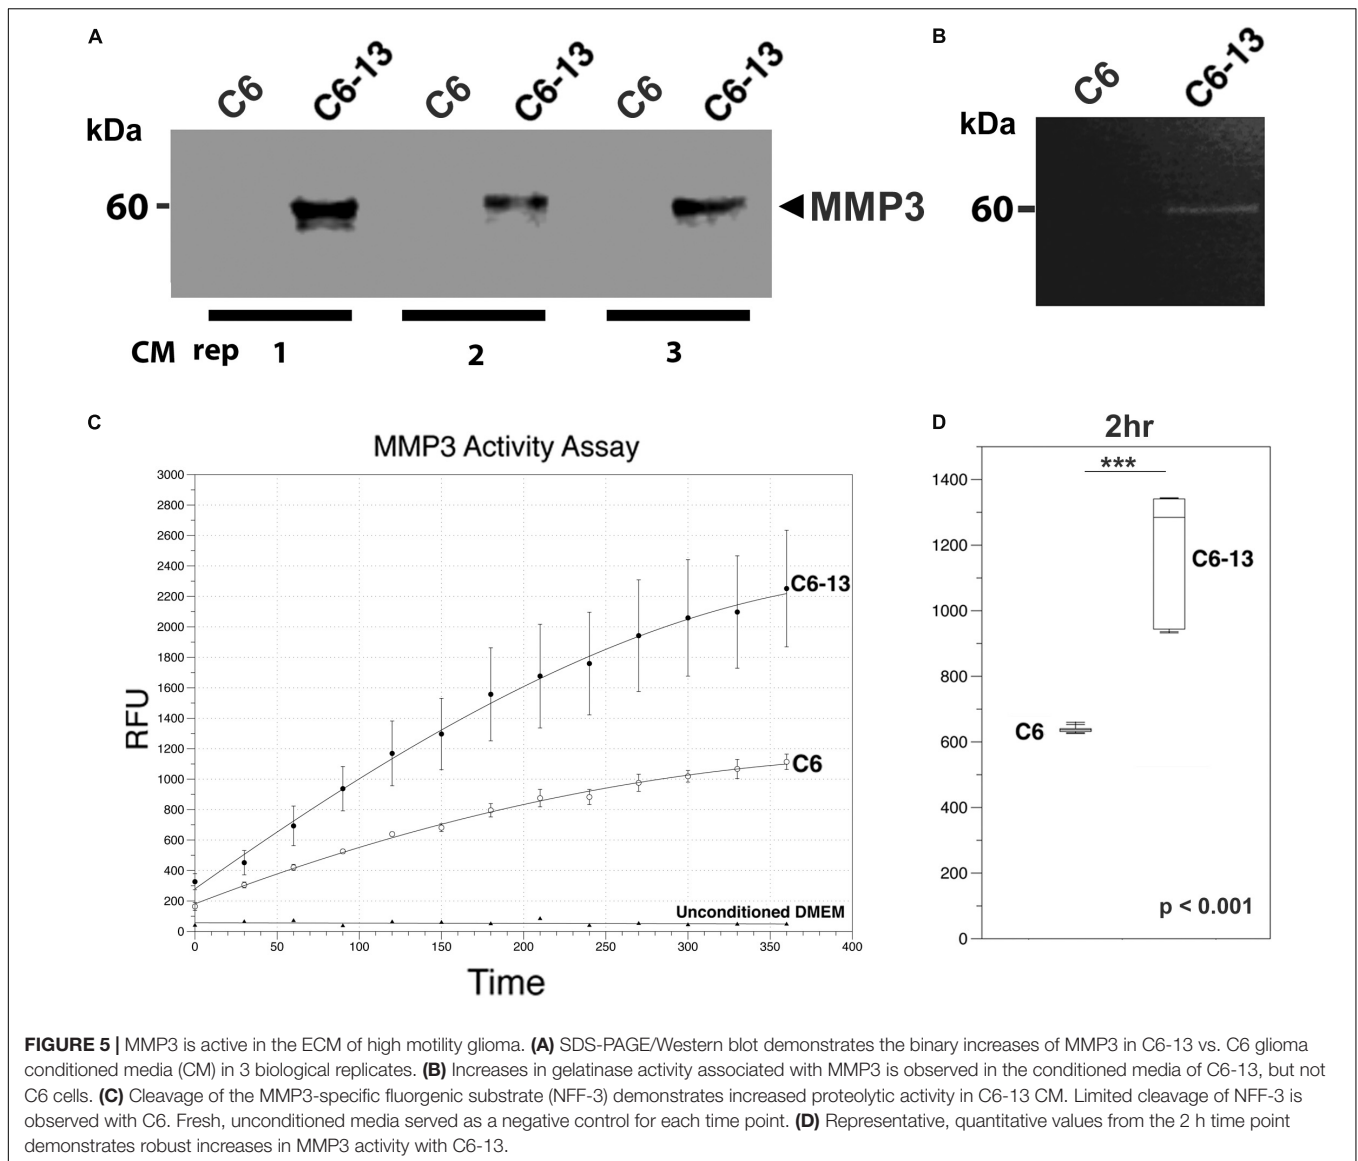 A
C6
C6-13
C6
C6-13
C6
C6-13
kDa
60
MMP3
CM rep 1 2 3
B
C6
C6-13
kDa
60
C
MMP3 Activity Assay
3000
2800
2600
2400
2200
2000
1800
1600
1400
1200
1000
800
600
400
200
0
RFU
C6-13
C6
Unconditioned DMEM
0 50 100 150 200 250 300 350 400
Time
D
2hr
***
1400
1200
1000
800
600
400
200
0
C6-13
C6
p < 0.001
FIGURE 5 | MMP3 is active in the ECM of high motility glioma. (A) SDS-PAGE/Western blot demonstrates the binary increases of MMP3 in C6-13 vs. C6 glioma
conditioned media (CM) in 3 biological replicates. (B) Increases in gelatinase activity associated with MMP3 is observed in the conditioned media of C6-13, but not
C6 cells. (C) Cleavage of the MMP3-specific fluorgenic substrate (NFF-3) demonstrates increased proteolytic activity in C6-13 CM. Limited cleavage of NFF-3 is
observed with C6. Fresh, unconditioned media served as a negative control for each time point. (D) Representative, quantitative values from the 2 h time point
demonstrates robust increases in MMP3 activity with C6-13.